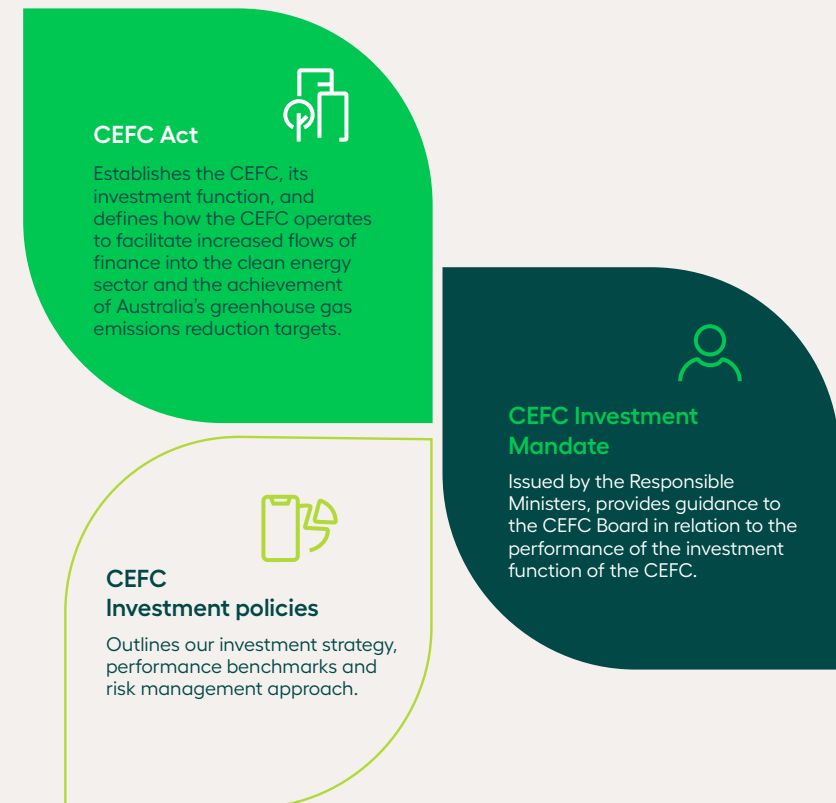 CEFC Act
Establishes the CEFC, its
investment function, and
defines how the CEFC operates
to facilitate increased flows of
finance into the clean energy
sector and the achievement
of Australia's greenhouse gas
emissions reduction targets.
CEFC Investment
Mandate
Issued by the Responsible
Ministers, provides guidance to
the CEFC Board in relation to the
performance of the investment
function of the CEFC.
CEFC
Investment policies
Outlines our investment strategy,
performance benchmarks and
risk management approach.